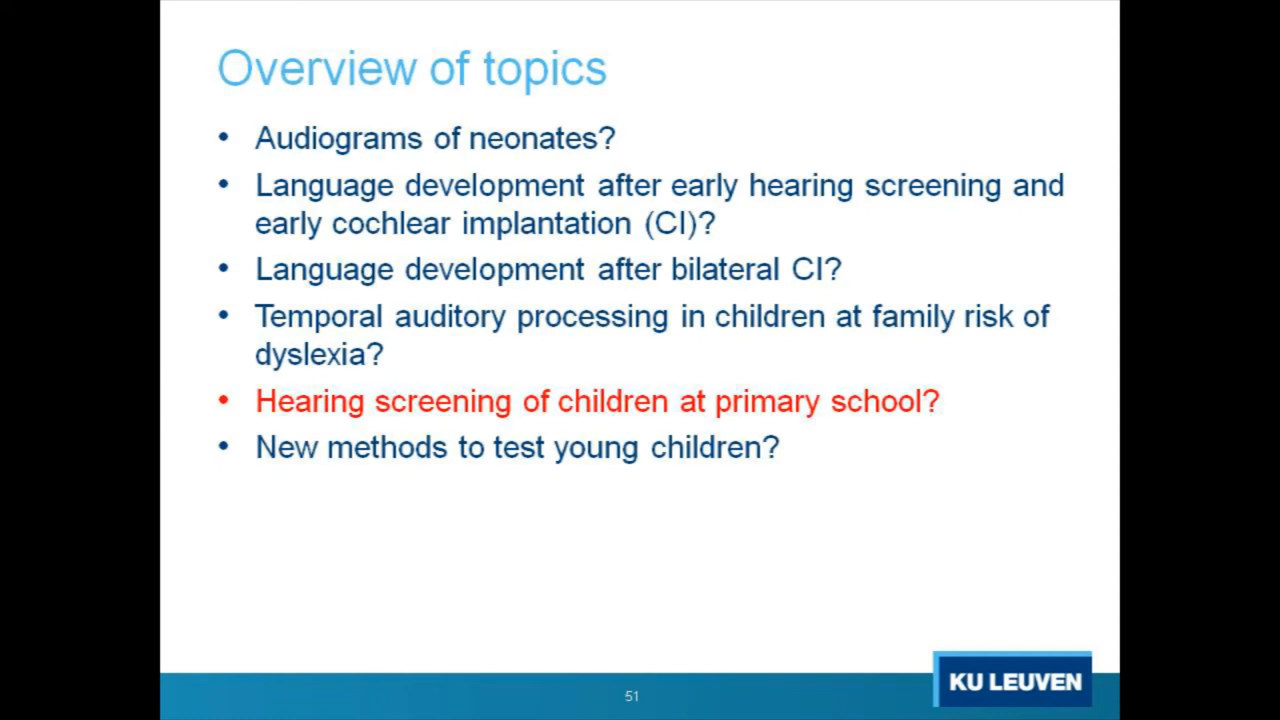 Overview of topics
• Audiograms of neonates?
• Language development after early hearing screening and
early cochlear implantation (CI)?
• Language development after bilateral CI?
• Temporal auditory processing in children at family risk of
dyslexia?
• Hearing screening of children at primary school?
• New methods to test young children?
51
KU LEUVEN